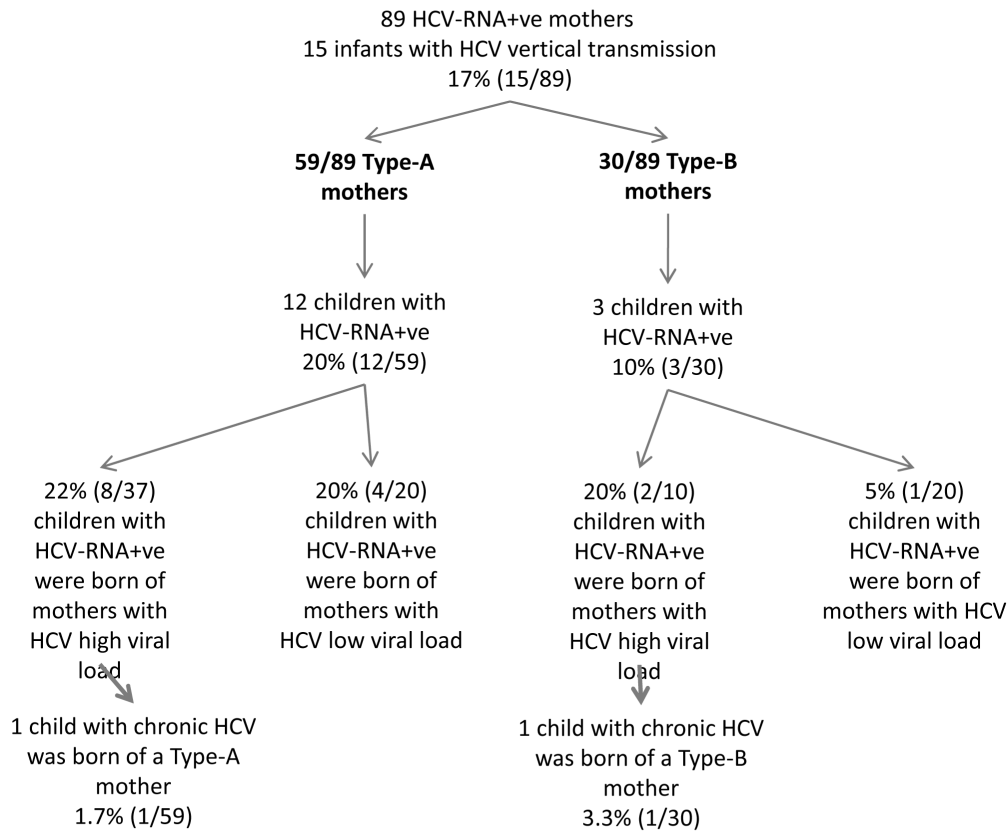 89 HCV-RNA+ve mothers
15 infants with HCV vertical transmission
17% (15/89)
59/89 Type-A
mothers
30/89 Type-B
mothers
12 children with
HCV-RNA+ve
20% (12/59)
3 children with
HCV-RNA+ve
10% (3/30)
22% (8/37)
children with
HCV-RNA+ve
were born of
mothers with
HCV high viral
load
20% (4/20)
children with
HCV-RNA+ve
were born of
mothers with
HCV low viral load
20% (2/10)
children with
HCV-RNA+ve
were born of
mothers with
HCV high viral
load
5% (1/20)
children with
HCV-RNA+ve
were born of
mothers with HCV
low viral load
1 child with chronic HCV
was born of a Type-A
mother
1.7% (1/59)
1 child with chronic HCV
was born of a Type-B
mother
3.3% (1/30)